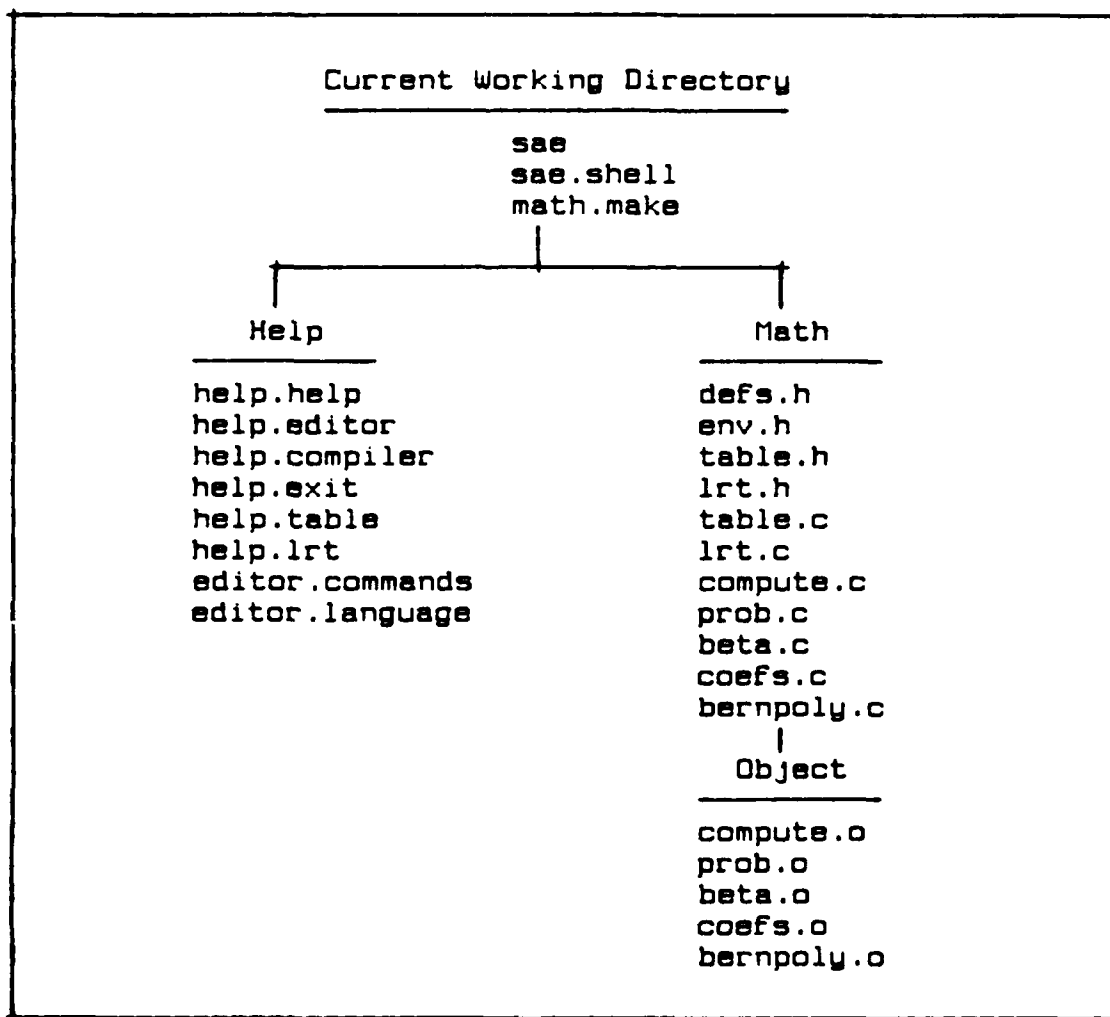 Current Working Directory
sae
sae.shell
math.make
Help
help.help
help.editor
help.compiler
help.exit
help.table
help.lrt
editor.commands
editor.language
Math
defs.h
env.h
table.h
lrt.h
table.c
lrt.c
compute.c
prob.c
beta.c
coefs.c
bernpoly.c
Object
compute.o
prob.o
beta.o
coefs.o
bernpoly.o